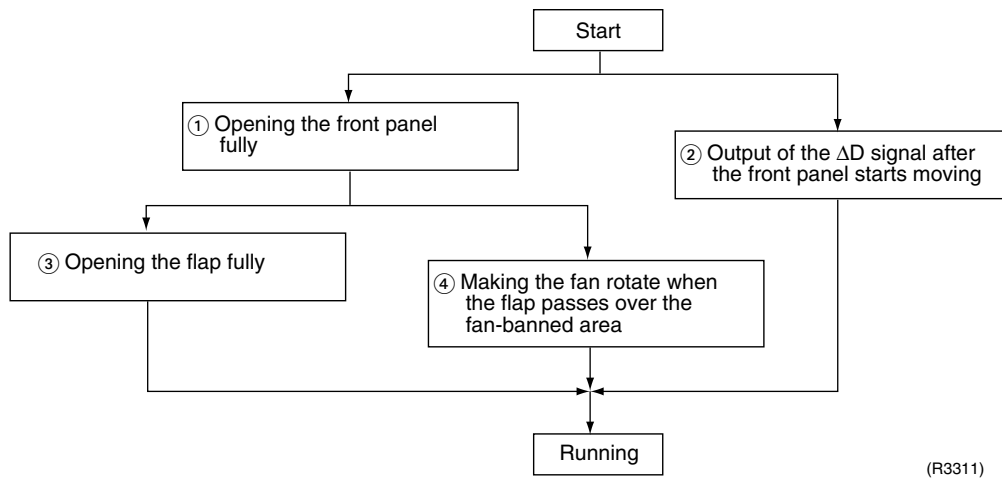 Start
① Opening the front panel
fully
② Output of the ΔD signal after
the front panel starts moving
③ Opening the flap fully
④ Making the fan rotate when
the flap passes over the
fan-banned area
Running
(R3311)